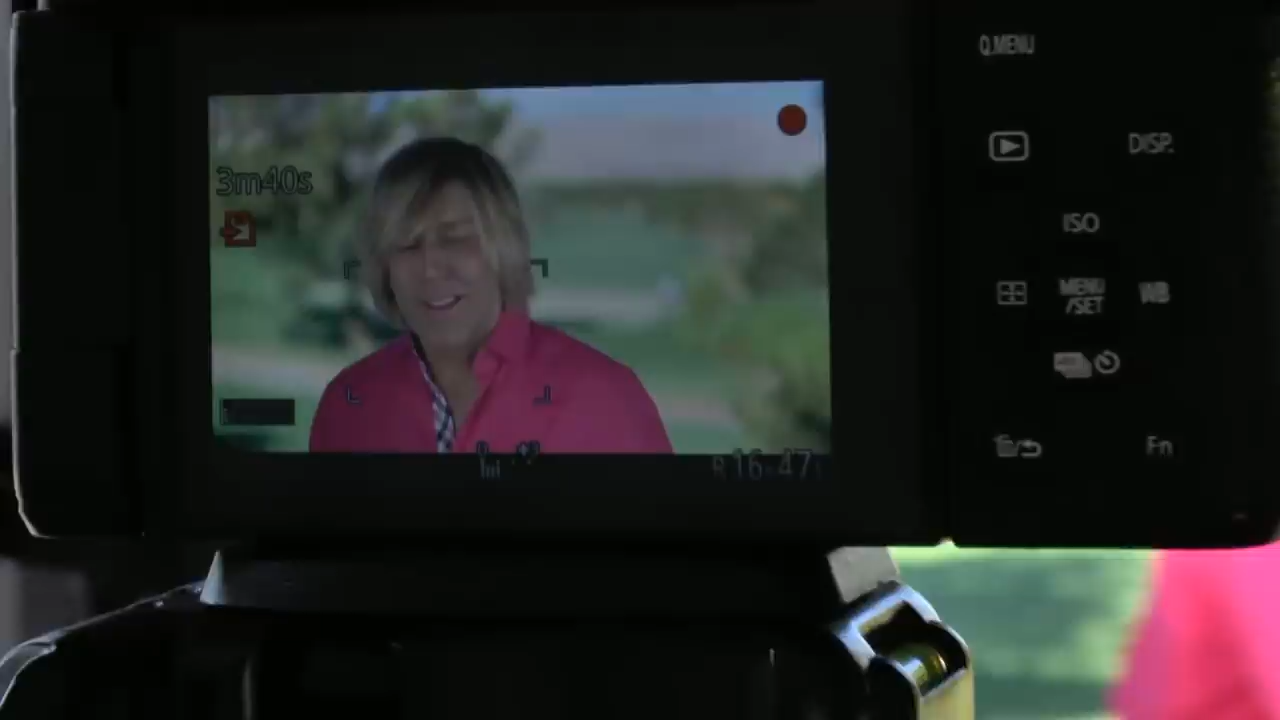 Q.MENU
DISP.
3m40s
ISO
MENU
/SET
WB
Fn